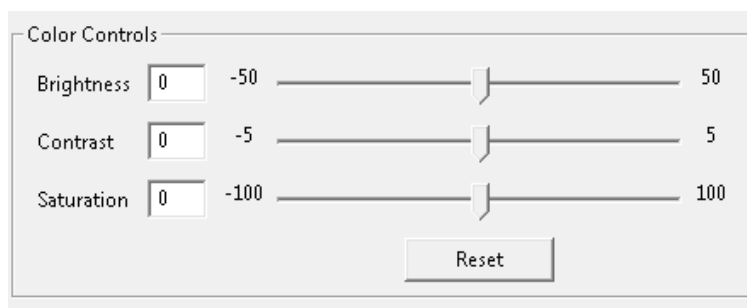 Color Controls
Brightness 0 -50 50
Contrast 0 -5 5
Saturation 0 -100 100
Reset